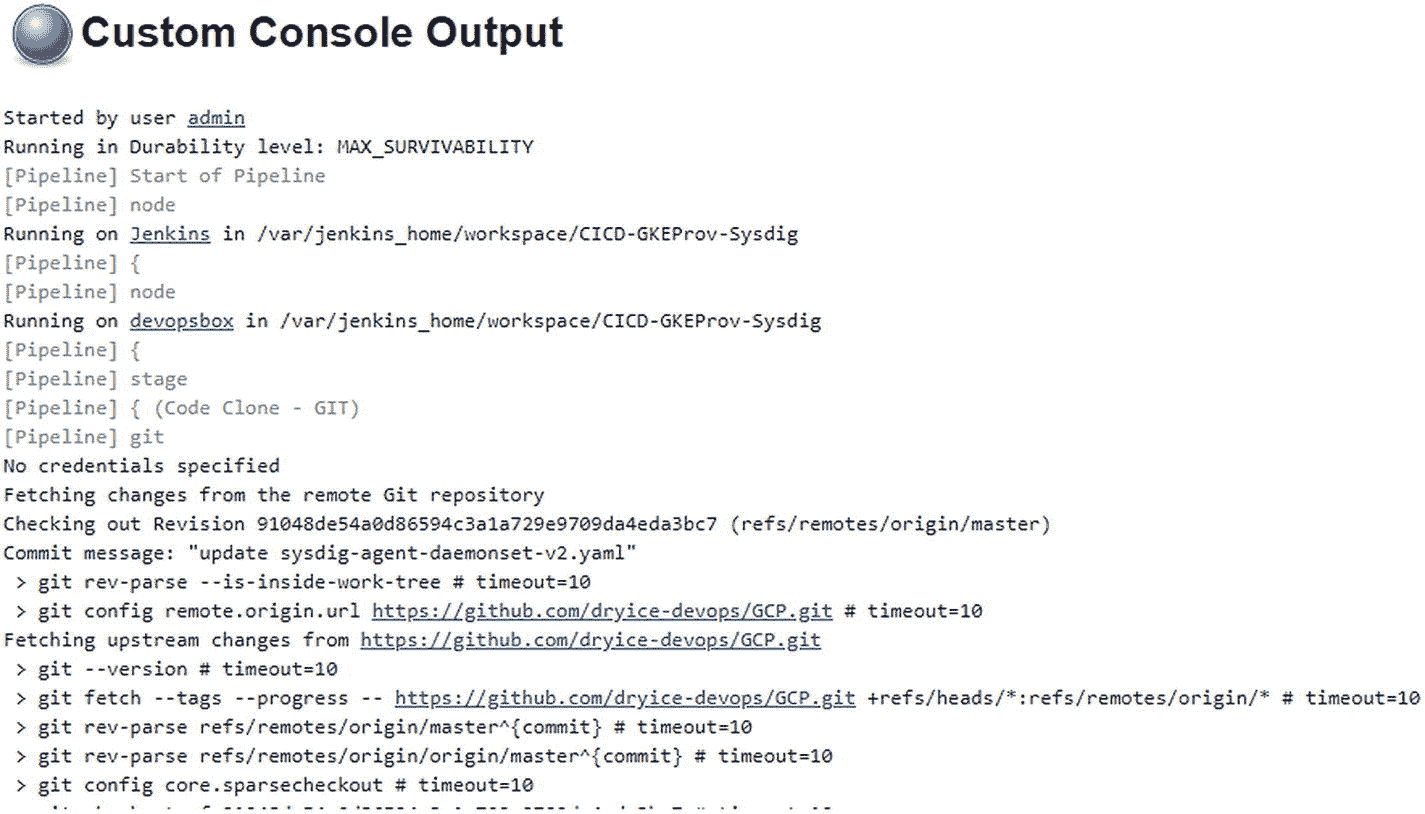 Custom Console Output
Started by user admin
Running in Durability level: MAX_SURVIVABILITY
[Pipeline] Start of Pipeline
[Pipeline] node
Running on Jenkins in /var/jenkins_home/workspace/CICD-GKEProv-Sysdig
[Pipeline] {
[Pipeline] node
Running on devopsbox in /var/jenkins_home/workspace/CICD-GKEProv-Sysdig
[Pipeline] {
[Pipeline] stage
[Pipeline] { (Code Clone - GIT)
[Pipeline] git
No credentials specified
Fetching changes from the remote Git repository
Checking out Revision 91048de54a0d86594c3a1a729e9709da4eda3bc7 (refs/remotes/origin/master)
Commit message: "update sysdig-agent-daemonset-v2.yaml"
 > git rev-parse --is-inside-work-tree # timeout=10
 > git config remote.origin.url https://github.com/dryice-devops/GCP.git # timeout=10
Fetching upstream changes from https://github.com/dryice-devops/GCP.git
 > git --version # timeout=10
 > git fetch --tags --progress -- https://github.com/dryice-devops/GCP.git +refs/heads/*:refs/remotes/origin/* # timeout=10
 > git rev-parse refs/remotes/origin/master^{commit} # timeout=10
 > git rev-parse refs/remotes/origin/origin/master^{commit} # timeout=10
 > git config core.sparsecheckout # timeout=10